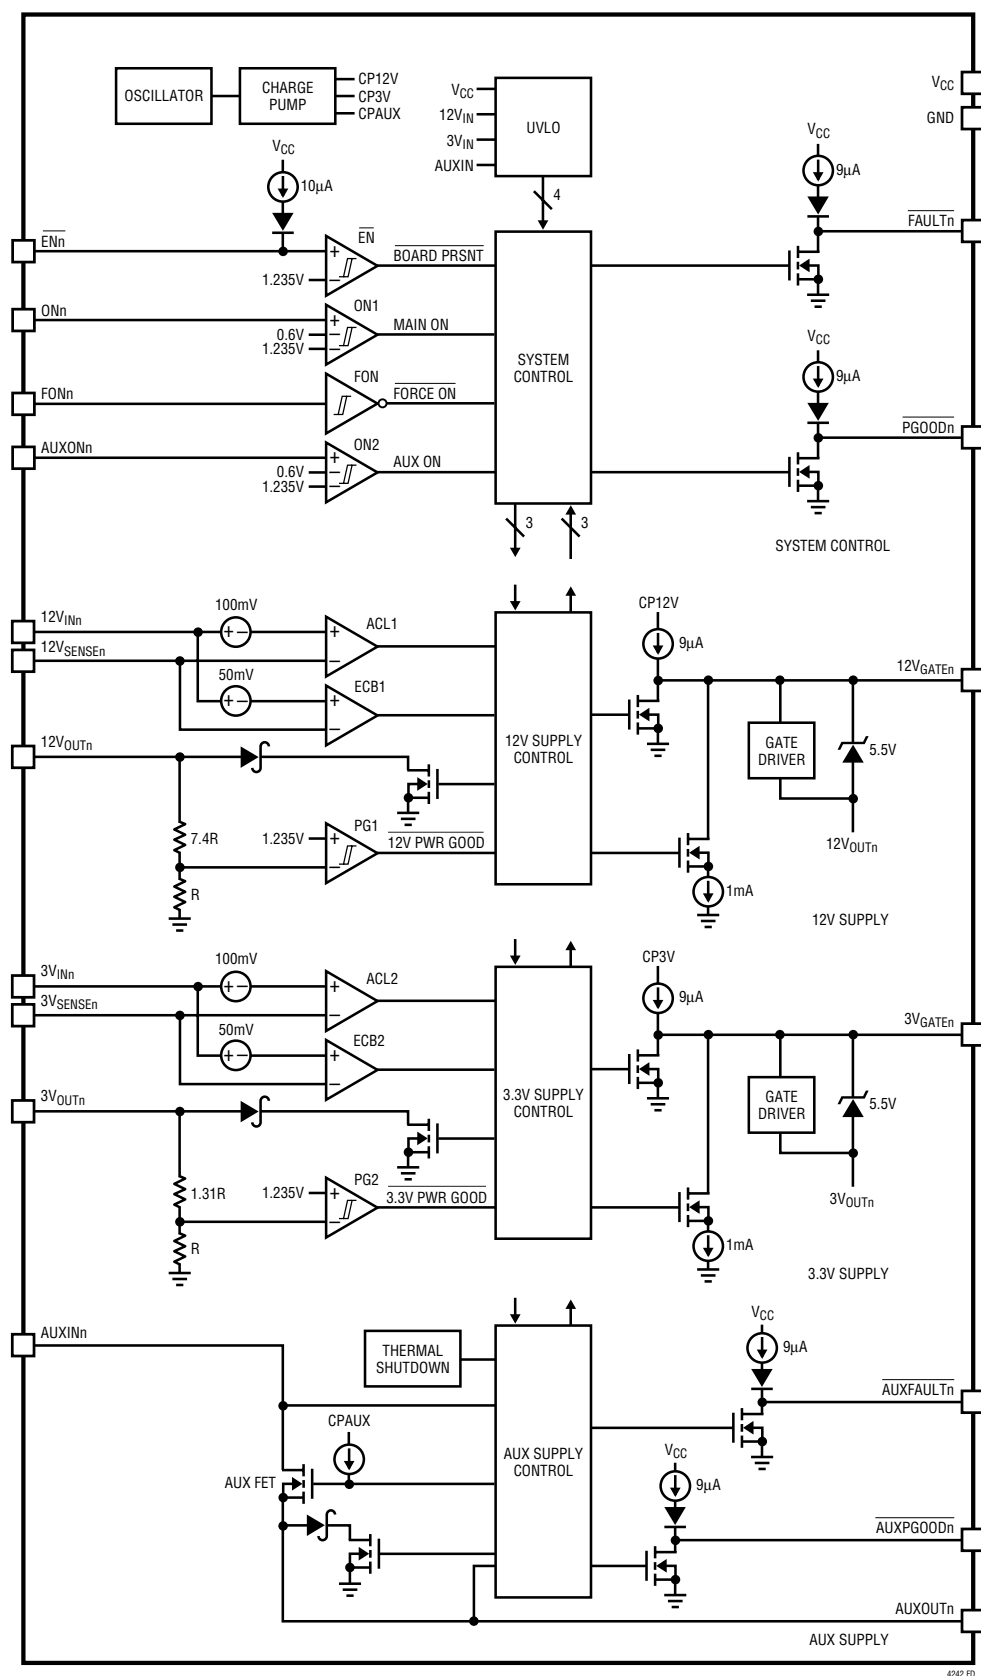 OSCILLATOR
CHARGE
PUMP
CP12V
CP3V
CPAUX
VCC
12VIN
3VIN
AUXIN
UVLO
4
VCC
GND
VCC
10µA
VCC
9µA
FAULTn
ENn
EN
+
−
1.235V
BOARD PRSNT
ONn
ON1
+
−
−
0.6V
1.235V
MAIN ON
SYSTEM
CONTROL
VCC
9µA
FONn
FON
FORCE ON
PGOODn
AUXONn
ON2
+
−
−
0.6V
1.235V
AUX ON
3
3
SYSTEM CONTROL
12VINn
100mV
+ −
+
−
ACL1
12VSENSEn
50mV
+ −
+
−
ECB1
CP12V
9µA
12VGATEn
12VOUTn
12V SUPPLY
CONTROL
GATE
DRIVER
5.5V
12VOUTn
7.4R
R
1.235V
+
−
PG1
12V PWR GOOD
1mA
12V SUPPLY
3VINn
100mV
+ −
+
−
ACL2
3VSENSEn
50mV
+ −
+
−
ECB2
CP3V
9µA
3VGATEn
3VOUTn
3.3V SUPPLY
CONTROL
GATE
DRIVER
5.5V
3VOUTn
1.31R
R
1.235V
+
−
PG2
3.3V PWR GOOD
1mA
3.3V SUPPLY
AUXINn
THERMAL
SHUTDOWN
VCC
9µA
AUXFAULTn
CPAUX
AUX FET
AUX SUPPLY
CONTROL
VCC
9µA
AUXPGOODn
AUXOUTn
AUX SUPPLY
4242 FD